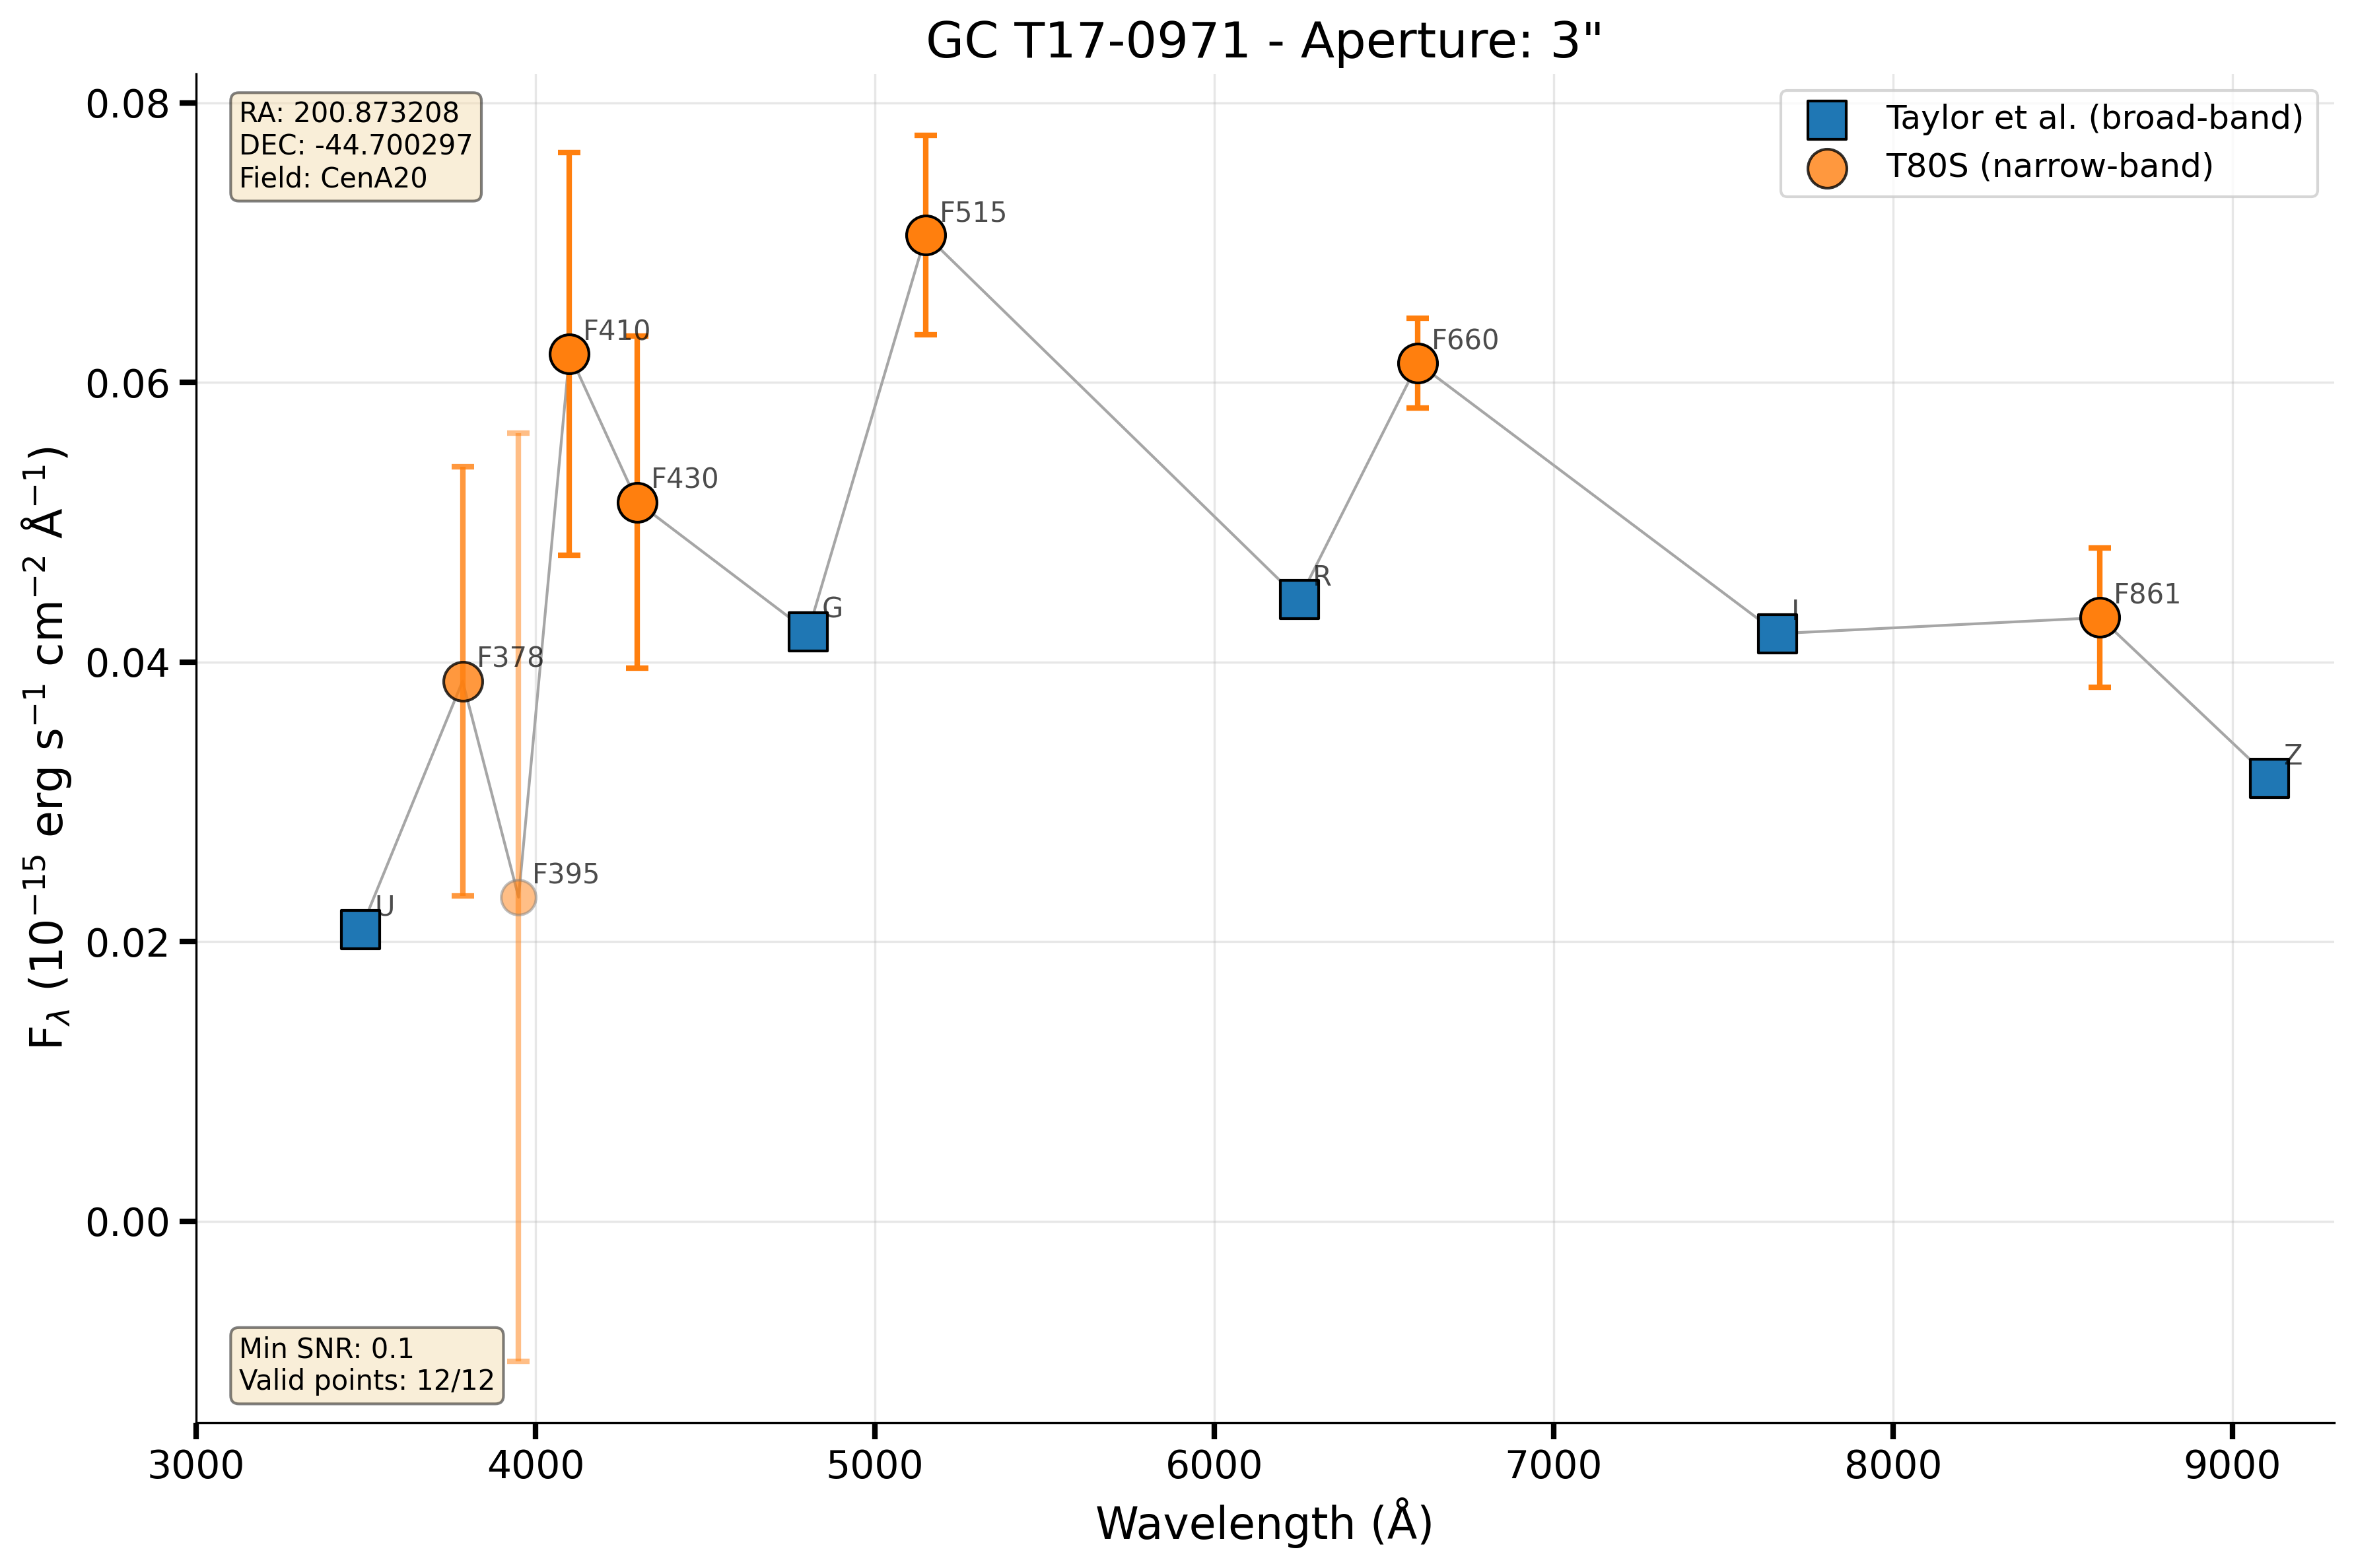 GC T17-0971 - Aperture: 3"
RA: 200.873208
DEC: -44.700297
Field: CenA20
Taylor et al. (broad-band)
T80S (narrow-band)
0.08
0.06
0.04
0.02
0.00
F_λ (10⁻¹⁵ erg s⁻¹ cm⁻² Å⁻¹)
U
F378
F395
F410
F430
G
F515
R
F660
I
F861
Z
Min SNR: 0.1
Valid points: 12/12
3000 4000 5000 6000 7000 8000 9000
Wavelength (Å)